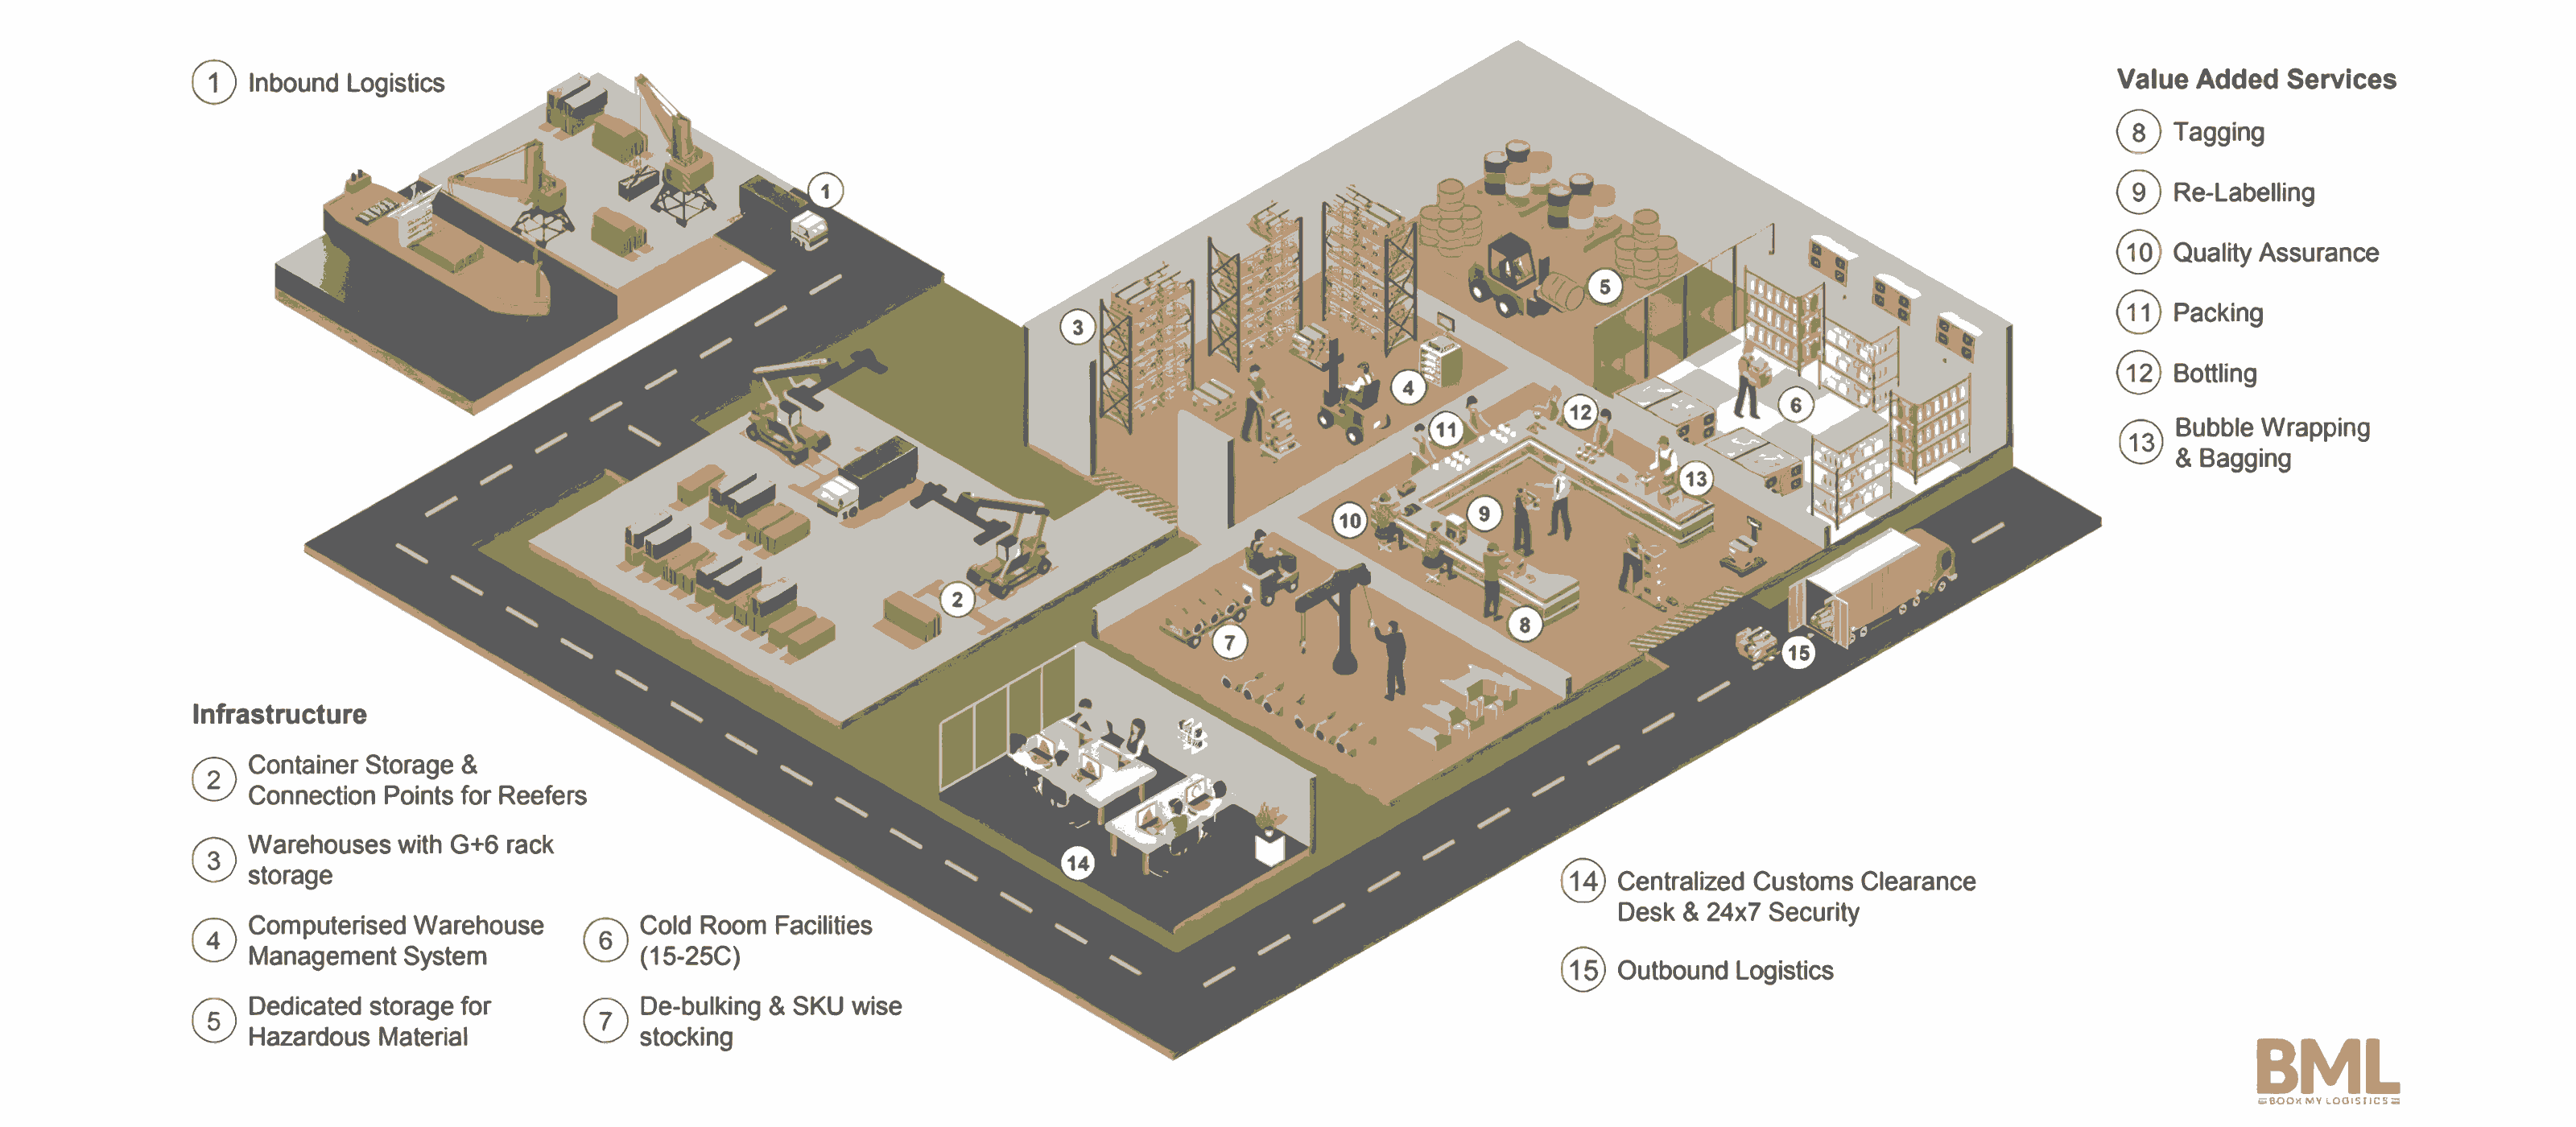 1 Inbound Logistics
Value Added Services
8 Tagging
9 Re-Labelling
10 Quality Assurance
11 Packing
12 Bottling
13 Bubble Wrapping
& Bagging
1
2
3
4
5
6
7
8
9
10
11
12
13
14
15
Infrastructure
2 Container Storage &
Connection Points for Reefers
3 Warehouses with G+6 rack
storage
4 Computerised Warehouse
Management System
5 Dedicated storage for
Hazardous Material
6 Cold Room Facilities
(15-25C)
7 De-bulking & SKU wise
stocking
14 Centralized Customs Clearance
Desk & 24x7 Security
15 Outbound Logistics
BML
BOOK MY LOGISTICS